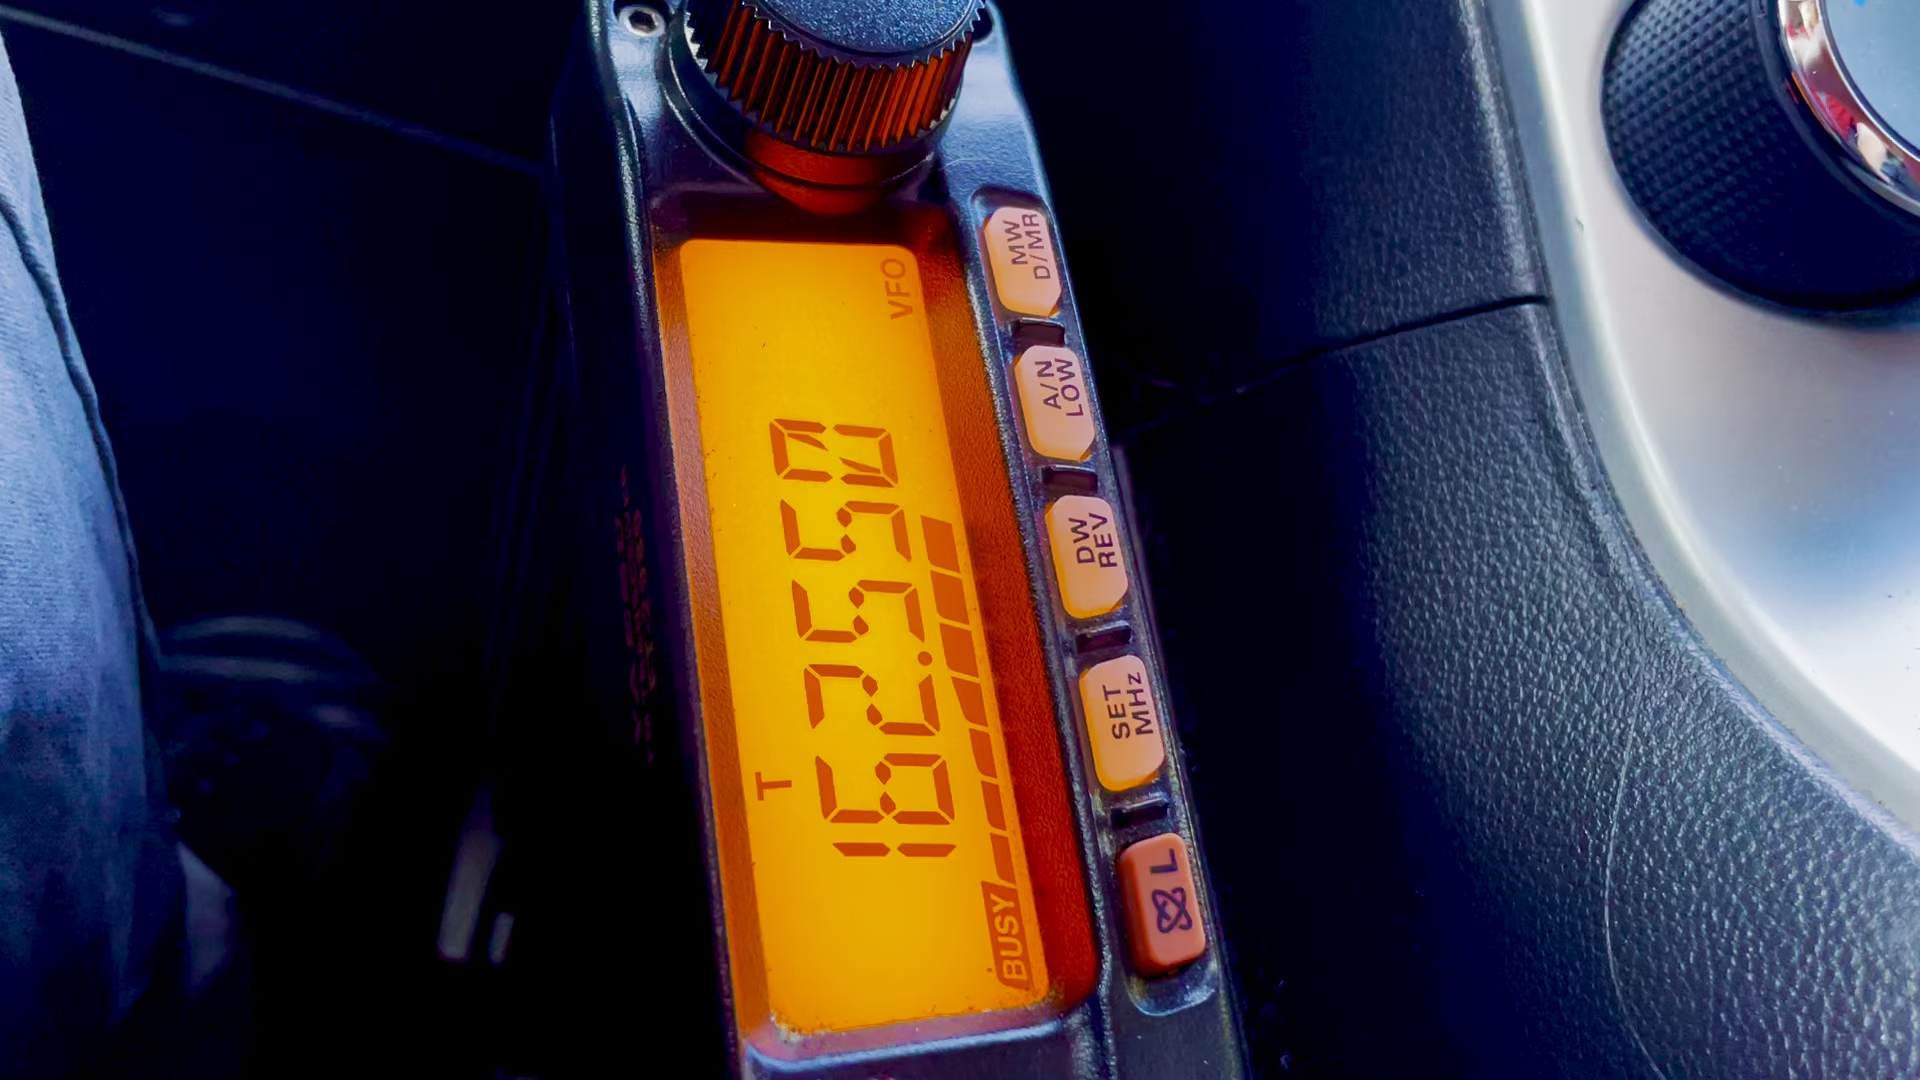 T
162.550
BUSY
VFO
L
SET
MHz
DW
REV
A/N
LOW
MW
D/MR